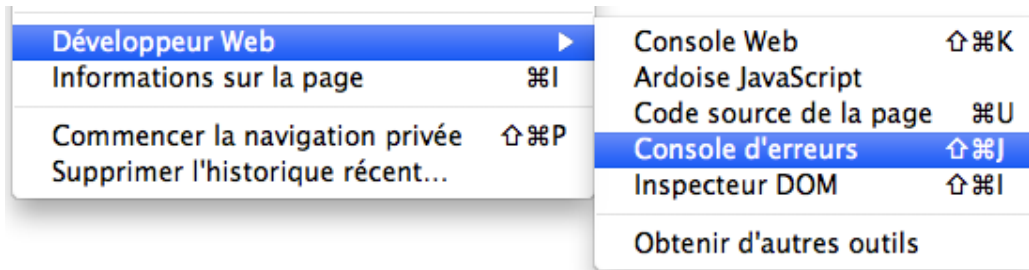 Développeur Web ▶
Informations sur la page ⌘I
Commencer la navigation privée ⇧⌘P
Supprimer l'historique récent...
Console Web ⇧⌘K
Ardoise JavaScript
Code source de la page ⌘U
Console d'erreurs ⇧⌘J
Inspecteur DOM ⇧⌘I
Obtenir d'autres outils